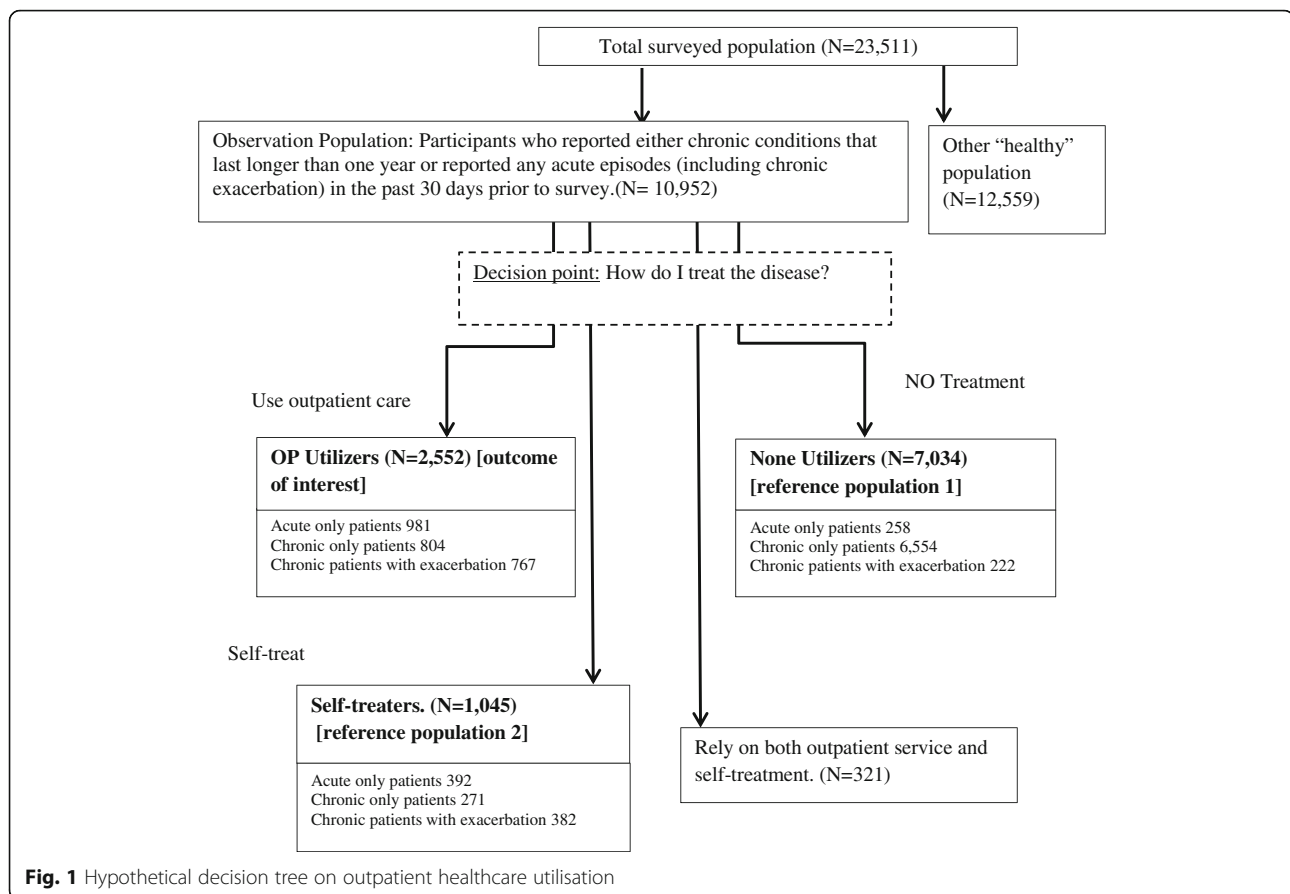 Total surveyed population (N=23,511)
Observation Population: Participants who reported either chronic conditions that
last longer than one year or reported any acute episodes (including chronic
exacerbation) in the past 30 days prior to survey.(N= 10,952)
Other “healthy”
population
(N=12,559)
Decision point: How do I treat the disease?
Use outpatient care
NO Treatment
OP Utilizers (N=2,552) [outcome
of interest]
Acute only patients 981
Chronic only patients 804
Chronic patients with exacerbation 767
None Utilizers (N=7,034)
[reference population 1]
Acute only patients 258
Chronic only patients 6,554
Chronic patients with exacerbation 222
Self-treat
Self-treaters. (N=1,045)
[reference population 2]
Acute only patients 392
Chronic only patients 271
Chronic patients with exacerbation 382
Rely on both outpatient service and
self-treatment. (N=321)
Fig. 1 Hypothetical decision tree on outpatient healthcare utilisation